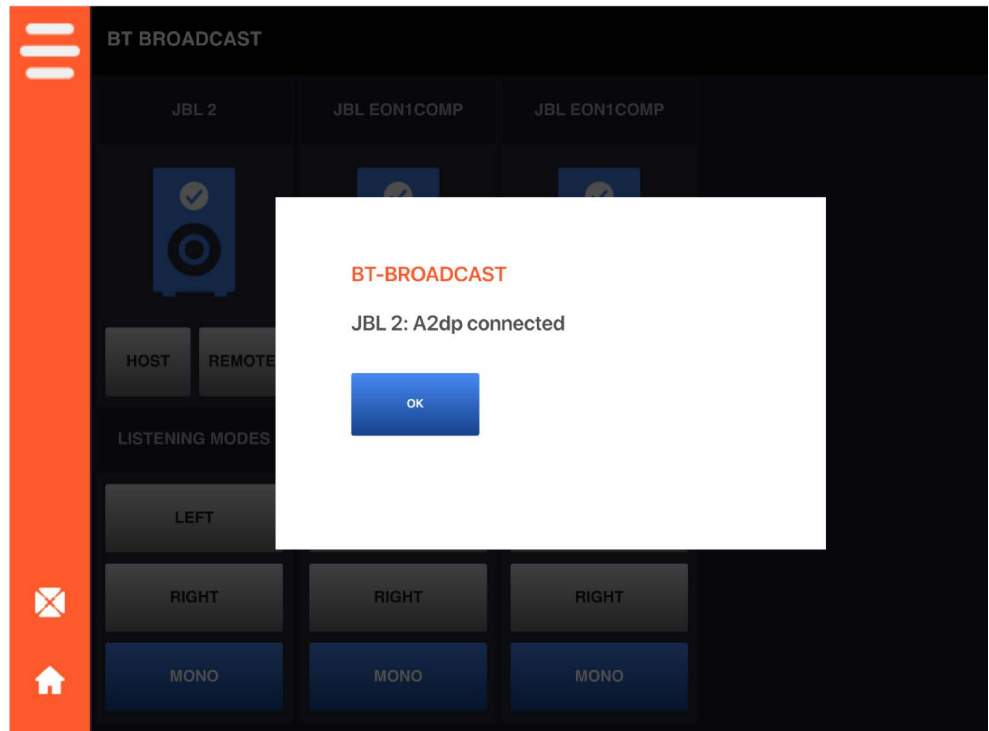 BT BROADCAST
JBL 2
JBL EON1COMP
JBL EON1COMP
BT-BROADCAST
JBL 2: A2dp connected
OK
HOST
REMOTE
LISTENING MODES
LEFT
RIGHT
RIGHT
RIGHT
MONO
MONO
MONO